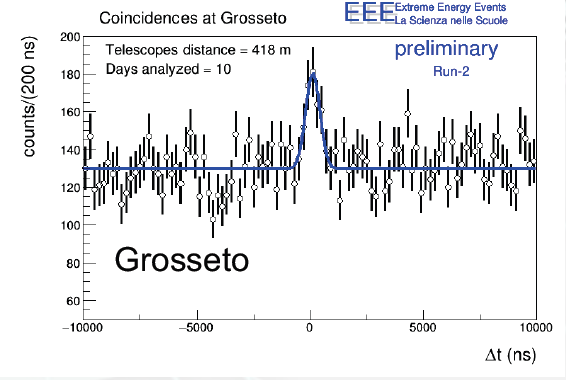 Coincidences at Grosseto
EEE Extreme Energy Events
La Scienza nelle Scuole
Telescopes distance = 418 m
Days analyzed = 10
preliminary
Run-2
counts/(200 ns)
200
180
160
140
120
100
80
60
Grosseto
−10000 −5000 0 5000 10000
Δt (ns)